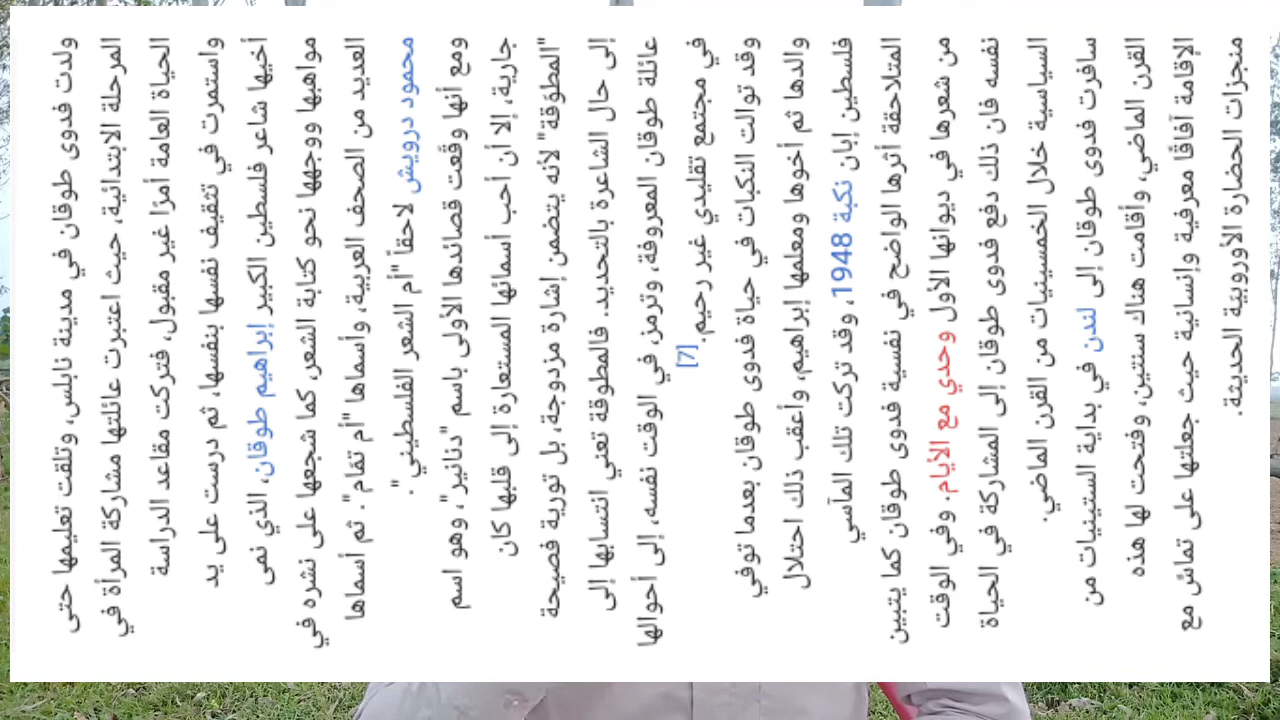 ولدت فدوى طوقان في مدينة نابلس، وتلقت تعليمها حتى
المرحلة الابتدائية، حيث اعتبرت عائلتها مشاركة المرأة في
الحياة العامة أمرًا غير مقبول، فتركت مقاعد الدراسة
واستمرت في تثقيف نفسها بنفسها، ثم درست على يد
أخيها شاعر فلسطين الكبير إبراهيم طوقان، الذي نمى
مواهبها ووجهها نحو كتابة الشعر، كما شجعها على نشره في
العديد من الصحف العربية، وأسماها "أم تمّام". ثم أسماها
محمود درويش لاحقاً "أم الشعر الفلسطيني".
ومع أنها وقّعت قصائدها الأولى باسم "دنانير"، وهو اسم
جارية، إلا أن أحب أسمائها المستعارة إلى قلبها كان
"المطوّقة" لأنه يتضمن إشارة مزدوجة، بل تورية فصيحة
إلى حال الشاعرة بالتحديد. فالمطوقة تعني انتسابها إلى
عائلة طوقان المعروفة، وترمز، في الوقت نفسه، إلى أحوالها
في مجتمع تقليدي غير رحيم.[7]
وقد توالت النكبات في حياة فدوى طوقان بعدما توفي
والدها ثم أخوها ومعلمها إبراهيم، وأعقب ذلك احتلال
فلسطين إبان نكبة 1948، وقد تركت تلك المآسي
المتلاحقة أثرها الواضح في نفسية فدوى طوقان كما يتبين
من شعرها في ديوانها الأول وحدي مع الأيام. وفي الوقت
نفسه فان ذلك دفع فدوى طوقان إلى المشاركة في الحياة
السياسية خلال الخمسينيات من القرن الماضي.
سافرت فدوى طوقان إلى لندن في بداية الستينيات من
القرن الماضي، وأقامت هناك سنتين، وفتحت لها هذه
الإقامة آفاقًا معرفية وإنسانية حيث جعلتها على تماسٍّ مع
منجزات الحضارة الأوروبيّة الحديثة.